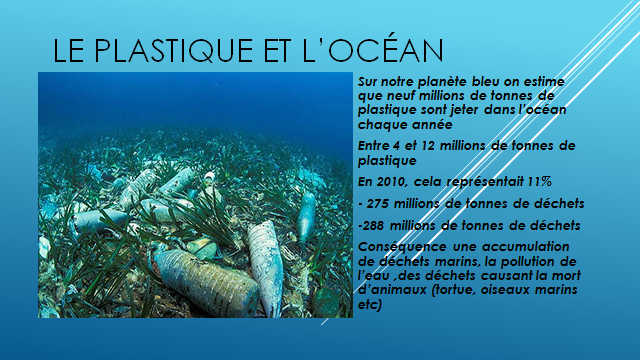 LE PLASTIQUE ET L’OCÉAN
Sur notre planète bleu on estime
que neuf millions de tonnes de
plastique sont jeter dans l’océan
chaque année
Entre 4 et 12 millions de tonnes de
plastique
En 2010, cela représentait 11%
- 275 millions de tonnes de déchets
-288 millions de tonnes de déchets
Conséquence une accumulation
de déchets marins, la pollution de
l’eau ,des déchets causant la mort
d’animaux (tortue, oiseaux marins
etc)